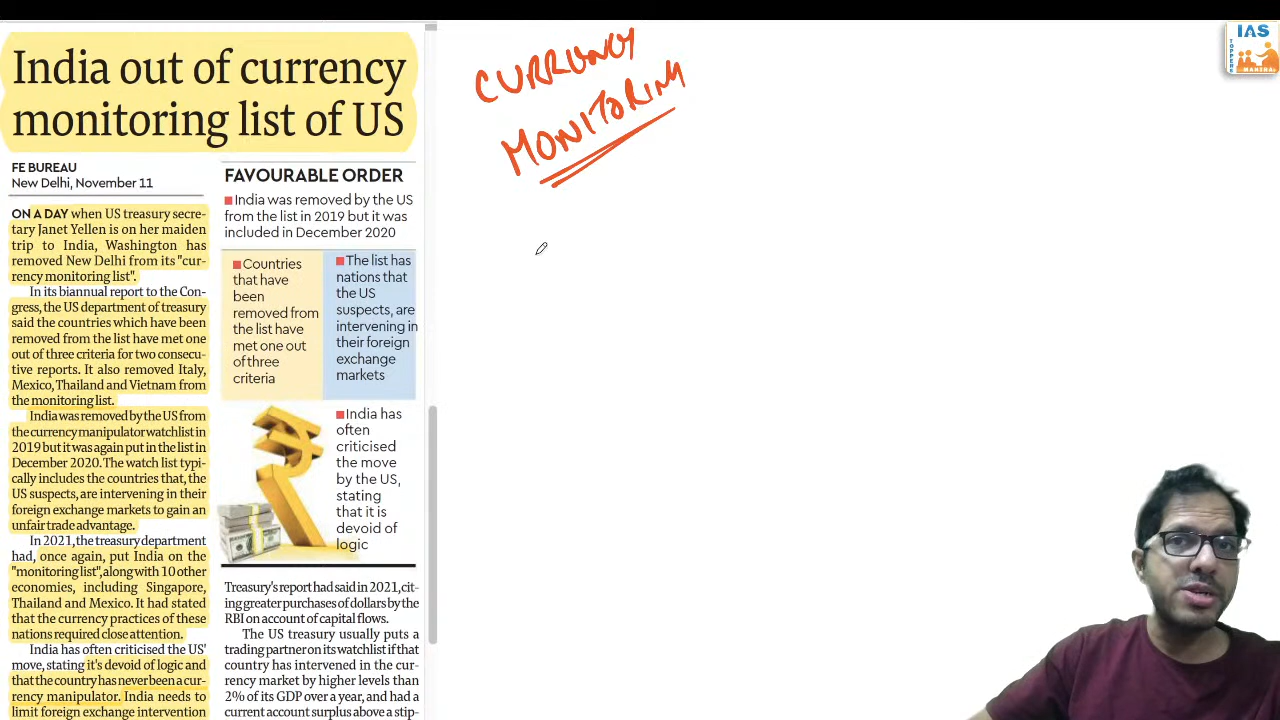 India out of currency
monitoring list of US
FE BUREAU
New Delhi, November 11
ON A DAY when US treasury secre-
tary Janet Yellen is on her maiden
trip to India, Washington has
removed New Delhi from its "cur-
rency monitoring list".
In its biannual report to the Con-
gress, the US department of treasury
said the countries which have been
removed from the list have met one
out of three criteria for two consecu-
tive reports. It also removed Italy,
Mexico, Thailand and Vietnam from
the monitoring list.
India was removed by the US from
the currency manipulator watchlist in
2019 but it was again put in the list in
December 2020. The watch list typi-
cally includes the countries that, the
US suspects, are intervening in their
foreign exchange markets to gain an
unfair trade advantage.
In 2021, the treasury department
had, once again, put India on the
"monitoring list", along with 10 other
economies, including Singapore,
Thailand and Mexico. It had stated
that the currency practices of these
nations required close attention.
India has often criticised the US'
move, stating it's devoid of logic and
that the country has never been a cur-
rency manipulator. India needs to
limit foreign exchange intervention
FAVOURABLE ORDER
India was removed by the US
from the list in 2019 but it was
included in December 2020
Countries
that have
been
removed from
the list have
met one out
of three
criteria
The list has
nations that
the US
suspects, are
intervening in
their foreign
exchange
markets
India has
often
criticised
the move
by the US,
stating
that it is
devoid of
logic
Treasury's report had said in 2021, cit-
ing greater purchases of dollars by the
RBI on account of capital flows.
The US treasury usually puts a
trading partner on its watchlist if that
country has intervened in the cur-
rency market by higher levels than
2% of its GDP over a year, and had a
current account surplus above a stip-
CURRENCY
MONITORING
IAS
TOPPERS
MANTRA